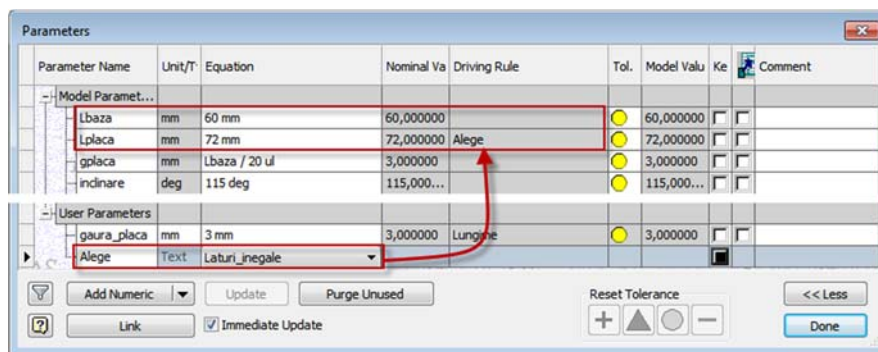 Parameters
Parameter Name Unit/T Equation Nominal Va Driving Rule Tol. Model Valu Ke Comment
Model Paramet...
Lbaza mm 60 mm 60,000000 60,000000
Lplaca mm 72 mm 72,000000 Alege 72,000000
gplaca mm Lbaza / 20 ul 3,000000 3,000000
inclinare deg 115 deg 115,000... 115,000...
User Parameters
gaura_placa mm 3 mm 3,000000 Lungime 3,000000
Alege Text Laturi_inegale
Add Numeric Update Purge Unused Reset Tolerance << Less
Link Immediate Update Done